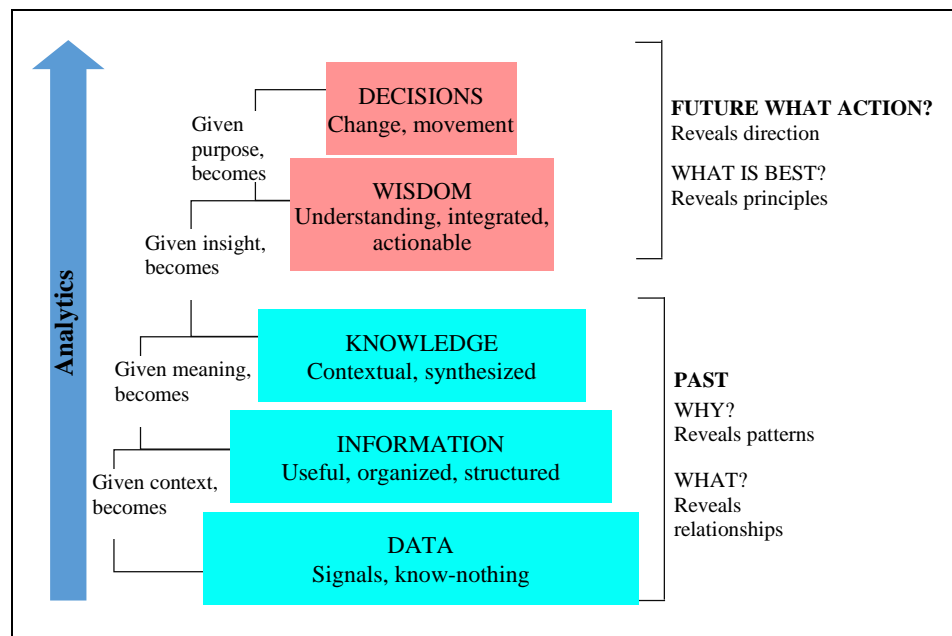 Analytics
DECISIONS
Change, movement
Given
purpose,
becomes
WISDOM
Understanding, integrated,
actionable
Given insight,
becomes
KNOWLEDGE
Contextual, synthesized
Given meaning,
becomes
INFORMATION
Useful, organized, structured
Given context,
becomes
DATA
Signals, know-nothing
FUTURE WHAT ACTION?
Reveals direction
WHAT IS BEST?
Reveals principles
PAST
WHY?
Reveals patterns
WHAT?
Reveals
relationships